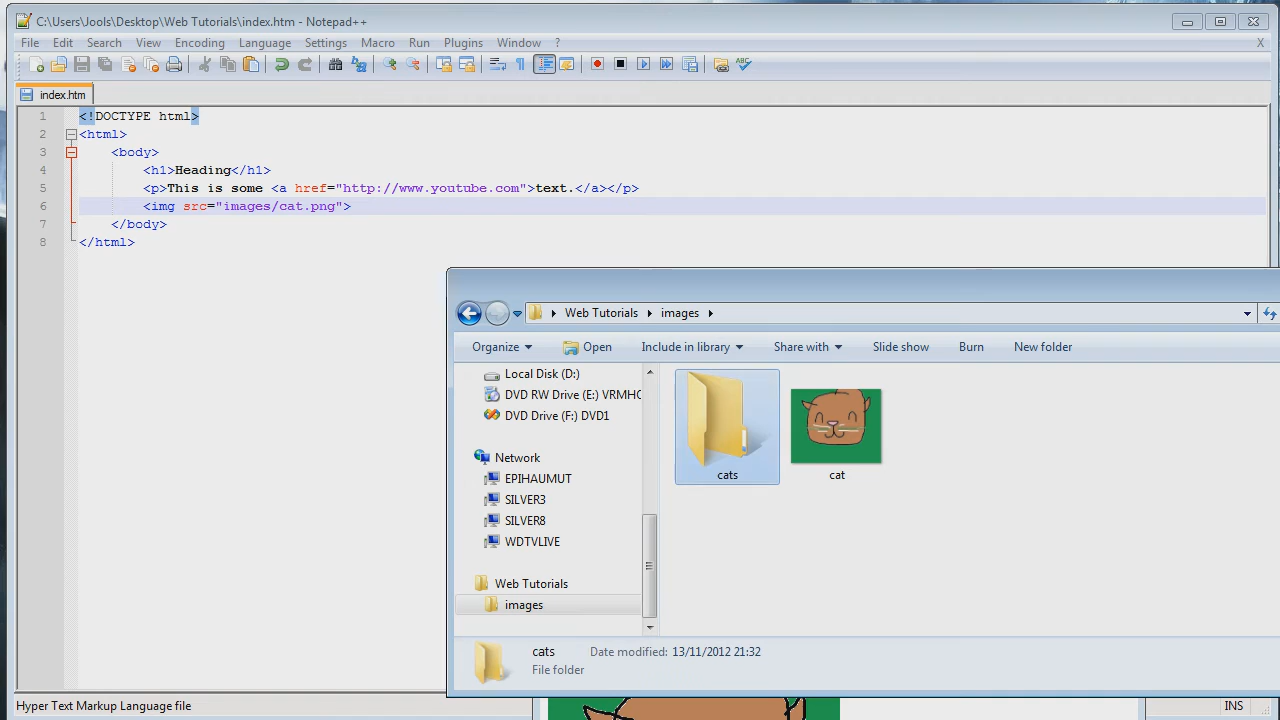 C:\Users\Jools\Desktop\Web Tutorials\index.htm - Notepad++
File Edit Search View Encoding Language Settings Macro Run Plugins Window ? X
index.htm
1 <!DOCTYPE html>
2 <html>
3 <body>
4 <h1>Heading</h1>
5 <p>This is some <a href="http://www.youtube.com">text.</a></p>
6 <img src="images/cat.png">
7 </body>
8 </html>
Web Tutorials images
Organize Open Include in library Share with Slide show Burn New folder
Local Disk (D:)
DVD RW Drive (E:) VRMHC
DVD Drive (F:) DVD1
Network
EPIHAUMUT
SILVER3
SILVER8
WDTVLIVE
Web Tutorials
images
cats
cat
cats Date modified: 13/11/2012 21:32
File folder
Hyper Text Markup Language file
INS